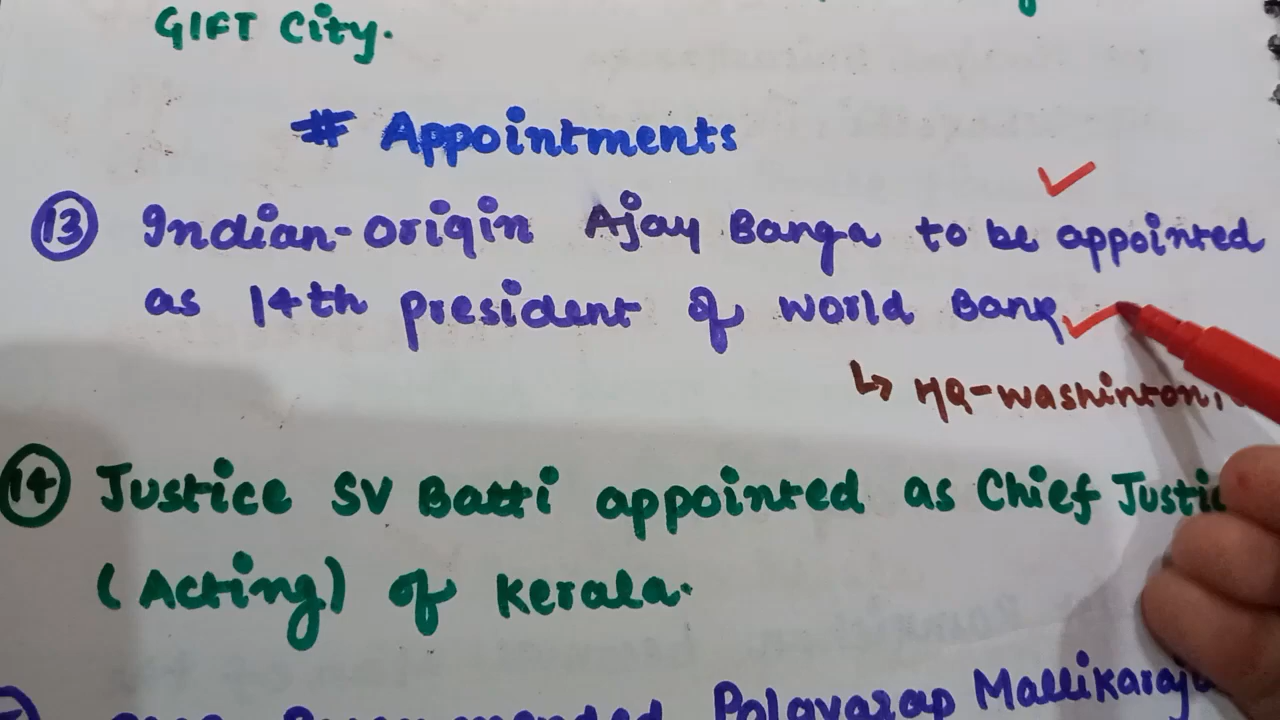 GIFT City.
# Appointments
13 Indian-origin Ajay Banga to be appointed
as 14th president of World Bank
↳ HQ-Washinton,
14 Justice SV Batti appointed as Chief Justic
(Acting) of Kerala.
Polavarap Mallikaraj